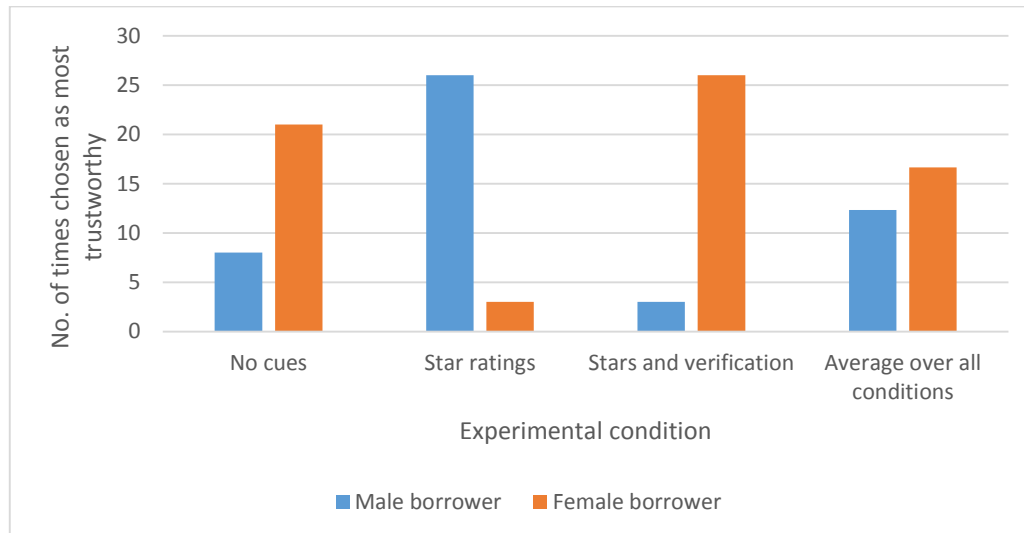 No. of times chosen as most
trustworthy
30
25
20
15
10
5
0
No cues
Star ratings
Stars and verification
Average over all
conditions
Experimental condition
Male borrower
Female borrower